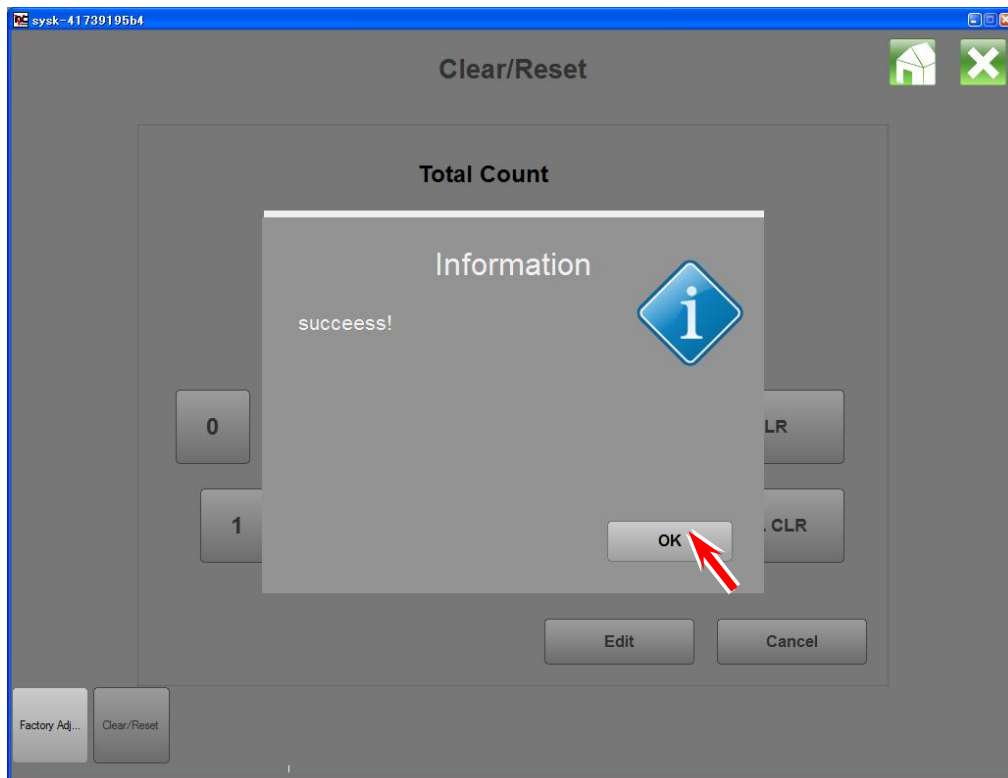 sysk-41739195b4
Clear/Reset
Total Count
Information
succeess!
0
LR
1
. CLR
OK
Edit
Cancel
Factory Adj...
Clear/Reset